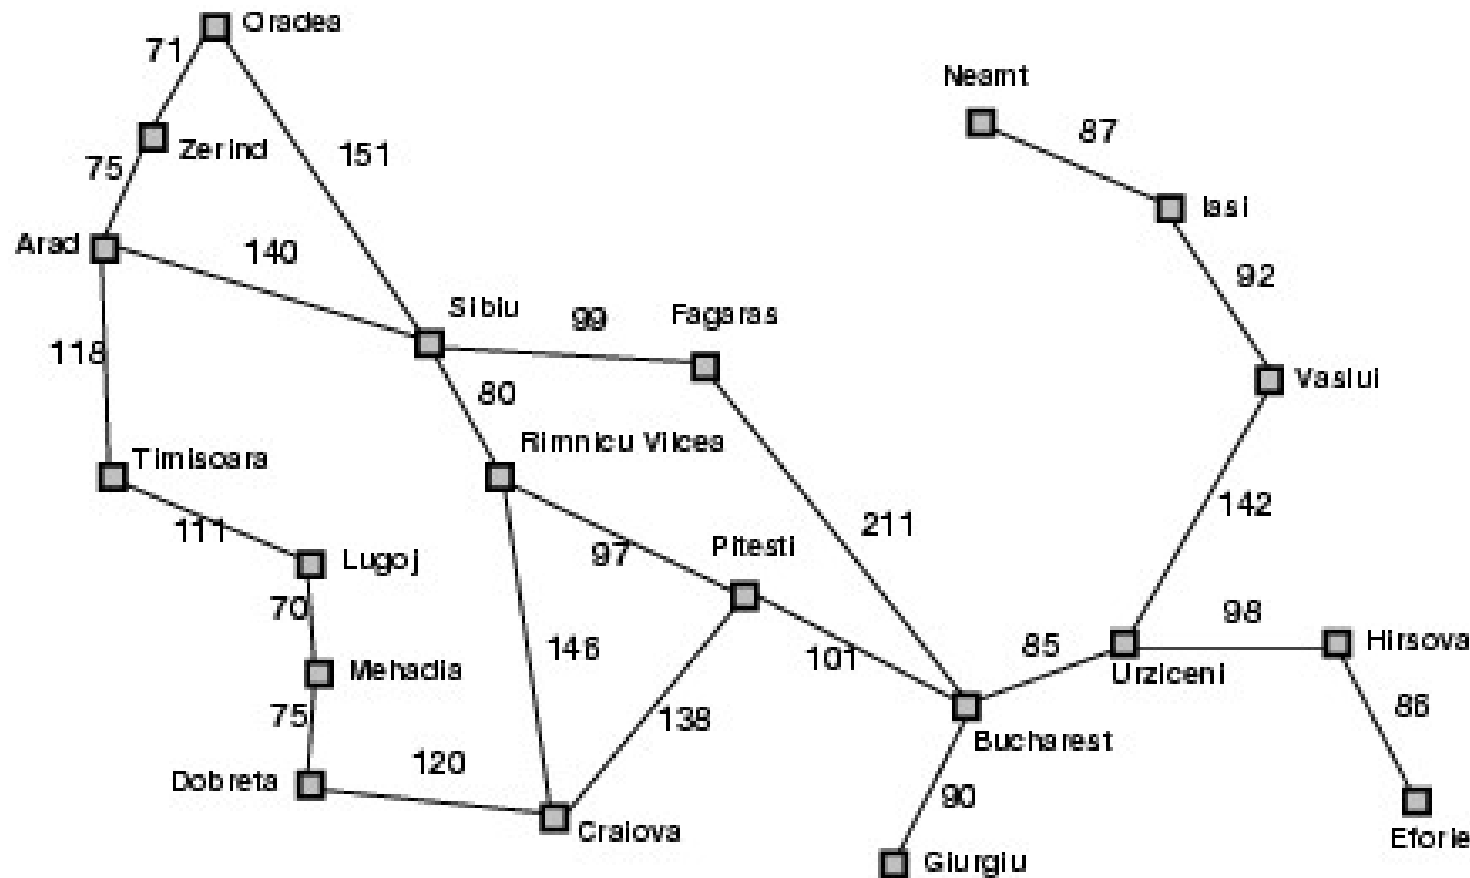 Oradea
71
Neamt
87
Zerind
151
75
Iasi
Arad
140
92
Sibiu
99
Fagaras
118
80
Vaslui
Rimnicu Vilcea
Timisoara
142
111
211
Lugoj
97
Pitesti
70
98
146
101
85
Hirsova
Mehadia
Urziceni
75
138
86
Bucharest
Dobreta
120
90
Craiova
Eforie
Giurgiu